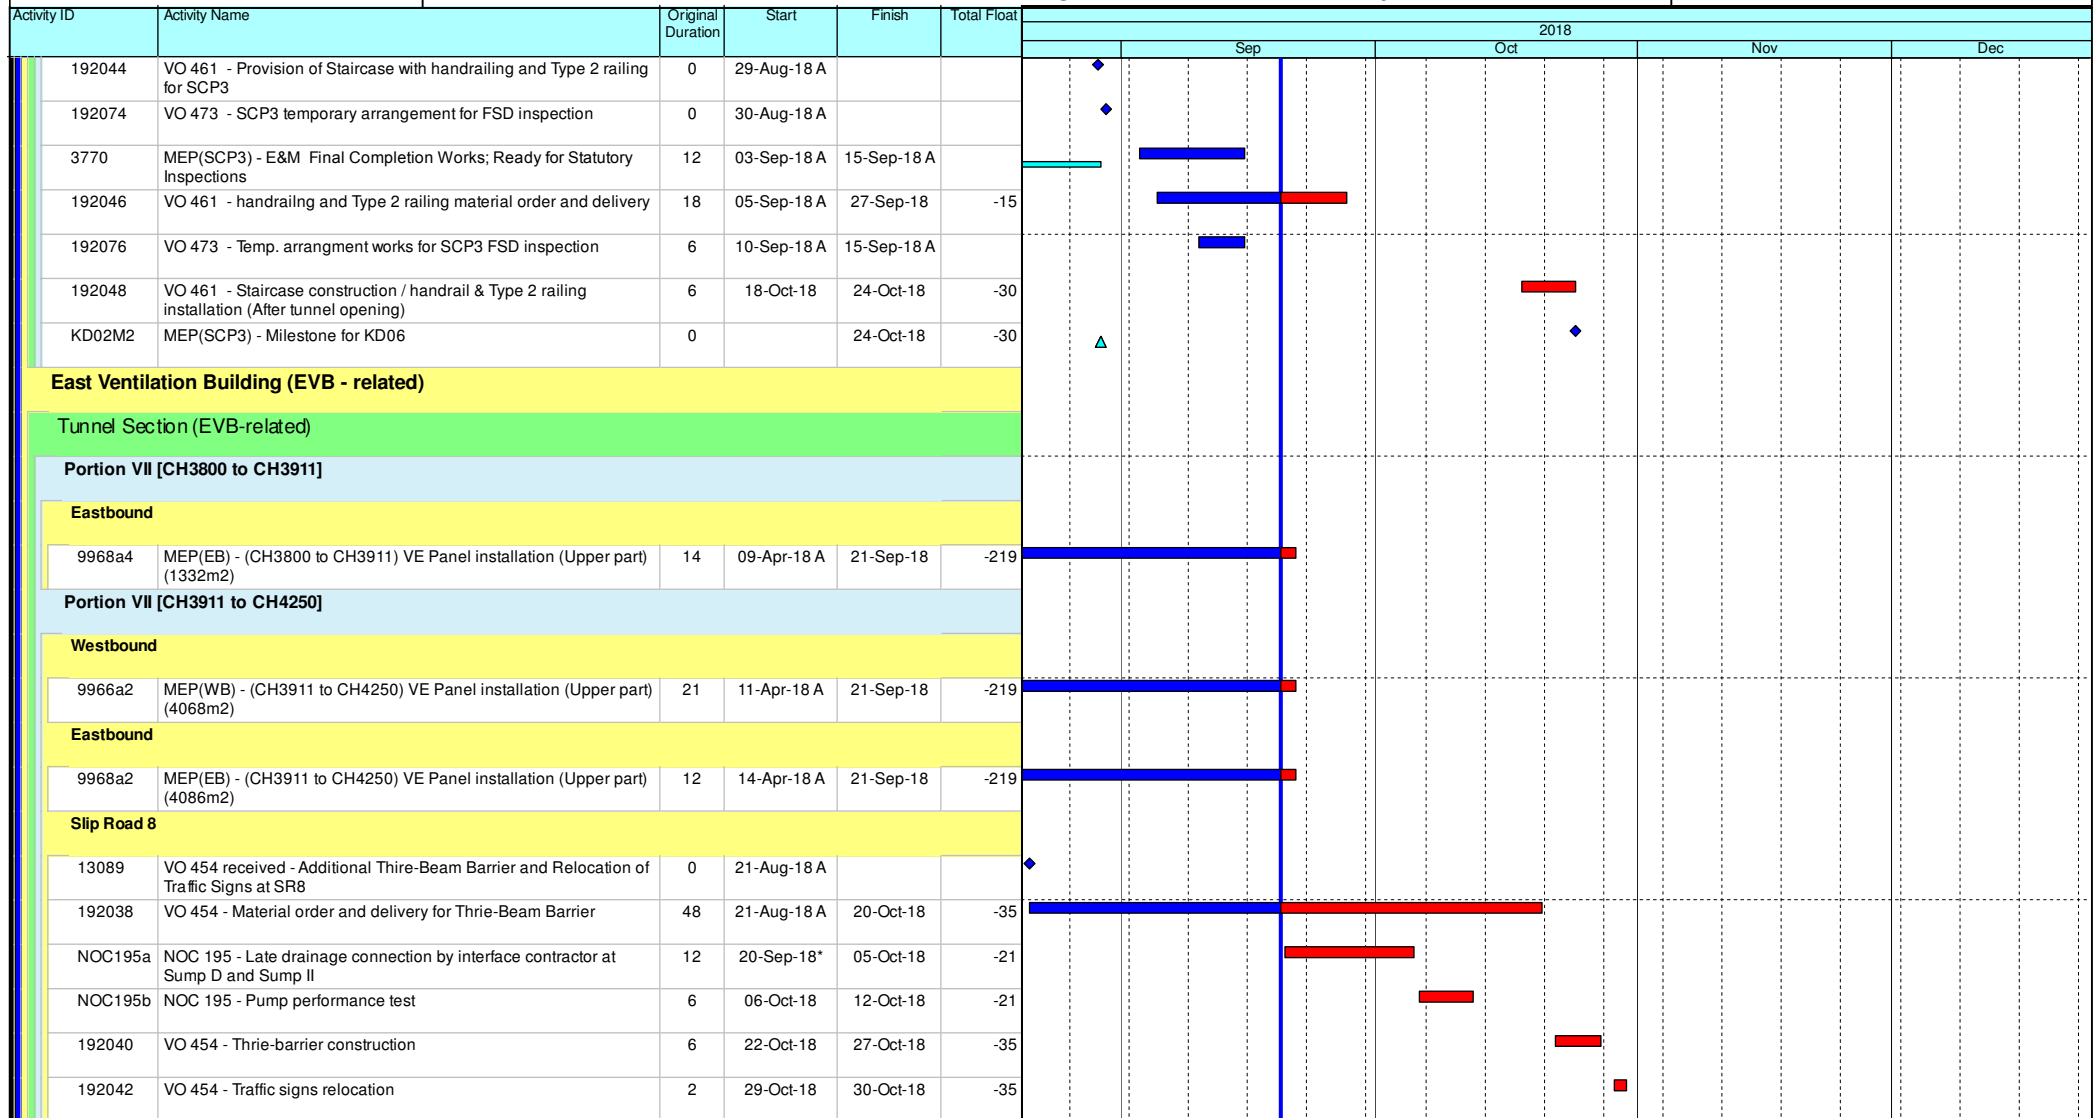 Activity ID Activity Name Original Duration Start Finish Total Float
2018
Sep Oct Nov Dec
192044 VO 461 - Provision of Staircase with handrailing and Type 2 railing 0 29-Aug-18 A
for SCP3
192074 VO 473 - SCP3 temporary arrangement for FSD inspection 0 30-Aug-18 A
3770 MEP(SCP3) - E&M Final Completion Works; Ready for Statutory 12 03-Sep-18 A 15-Sep-18 A
Inspections
192046 VO 461 - handrailng and Type 2 railing material order and delivery 18 05-Sep-18 A 27-Sep-18 -15
192076 VO 473 - Temp. arrangment works for SCP3 FSD inspection 6 10-Sep-18 A 15-Sep-18 A
192048 VO 461 - Staircase construction / handrail & Type 2 railing 6 18-Oct-18 24-Oct-18 -30
installation (After tunnel opening)
KD02M2 MEP(SCP3) - Milestone for KD06 0 24-Oct-18 -30
East Ventilation Building (EVB - related)
Tunnel Section (EVB-related)
Portion VII [CH3800 to CH3911]
Eastbound
9968a4 MEP(EB) - (CH3800 to CH3911) VE Panel installation (Upper part) 14 09-Apr-18 A 21-Sep-18 -219
(1332m2)
Portion VII [CH3911 to CH4250]
Westbound
9966a2 MEP(WB) - (CH3911 to CH4250) VE Panel installation (Upper part) 21 11-Apr-18 A 21-Sep-18 -219
(4068m2)
Eastbound
9968a2 MEP(EB) - (CH3911 to CH4250) VE Panel installation (Upper part) 12 14-Apr-18 A 21-Sep-18 -219
(4086m2)
Slip Road 8
13089 VO 454 received - Additional Thire-Beam Barrier and Relocation of 0 21-Aug-18 A
Traffic Signs at SR8
192038 VO 454 - Material order and delivery for Thrie-Beam Barrier 48 21-Aug-18 A 20-Oct-18 -35
NOC195a NOC 195 - Late drainage connection by interface contractor at 12 20-Sep-18* 05-Oct-18 -21
Sump D and Sump II
NOC195b NOC 195 - Pump performance test 6 06-Oct-18 12-Oct-18 -21
192040 VO 454 - Thrie-barrier construction 6 22-Oct-18 27-Oct-18 -35
192042 VO 454 - Traffic signs relocation 2 29-Oct-18 30-Oct-18 -35